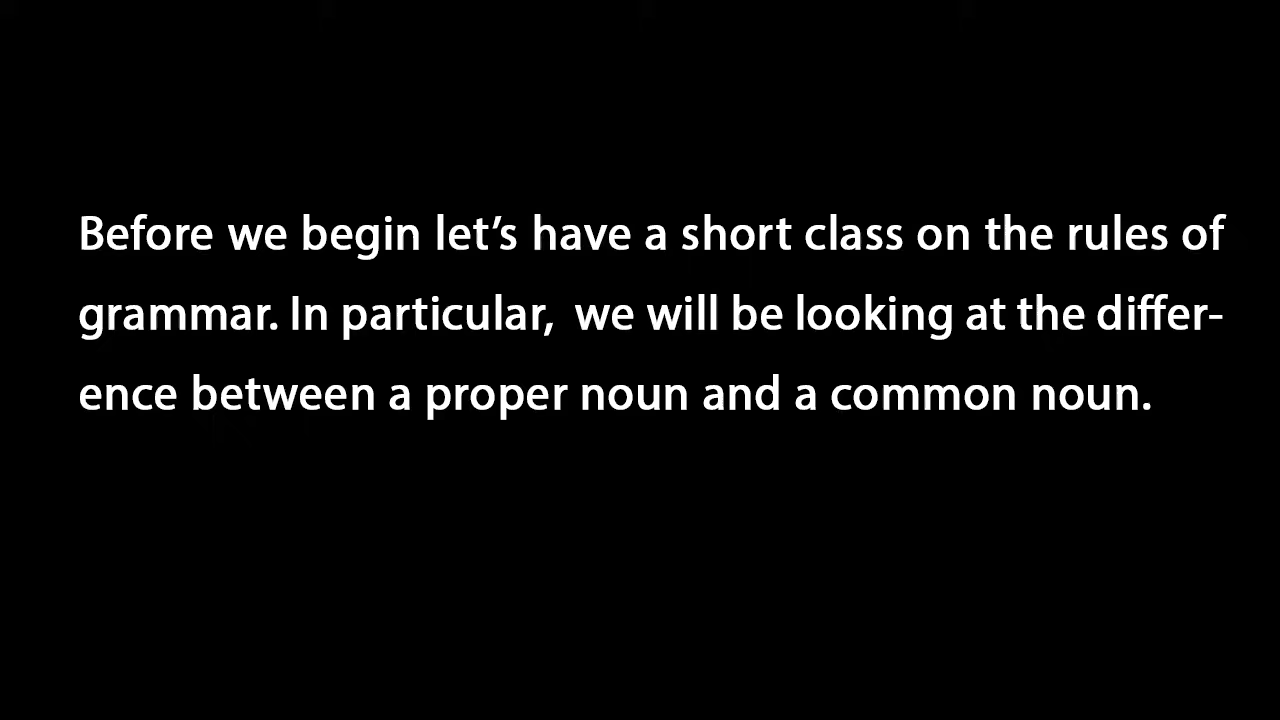 Before we begin let’s have a short class on the rules of
grammar. In particular,  we will be looking at the differ-
ence between a proper noun and a common noun.